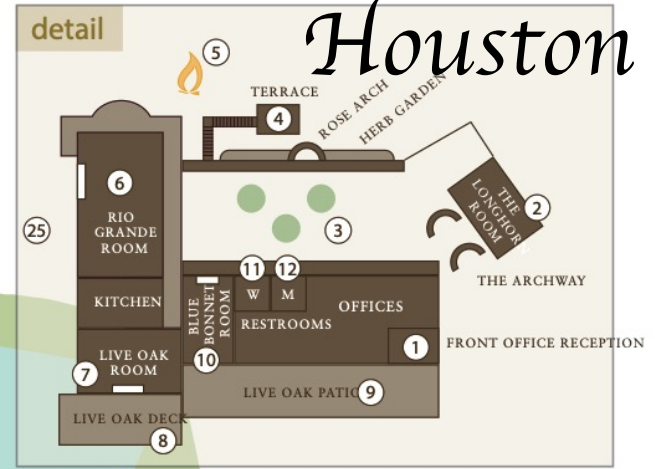 detail
Houston
5
TERRACE
4
ROSE ARCH
HERB GARDEN
6
RIO
GRANDE
ROOM
25
3
THE
LONGHOR
ROOM
2
THE ARCHWAY
KITCHEN
11
12
W
M
BLUE
BONNET
ROOM
10
RESTROOMS
OFFICES
1
FRONT OFFICE RECEPTION
LIVE OAK
ROOM
7
LIVE OAK PATIO
9
LIVE OAK DECK
8